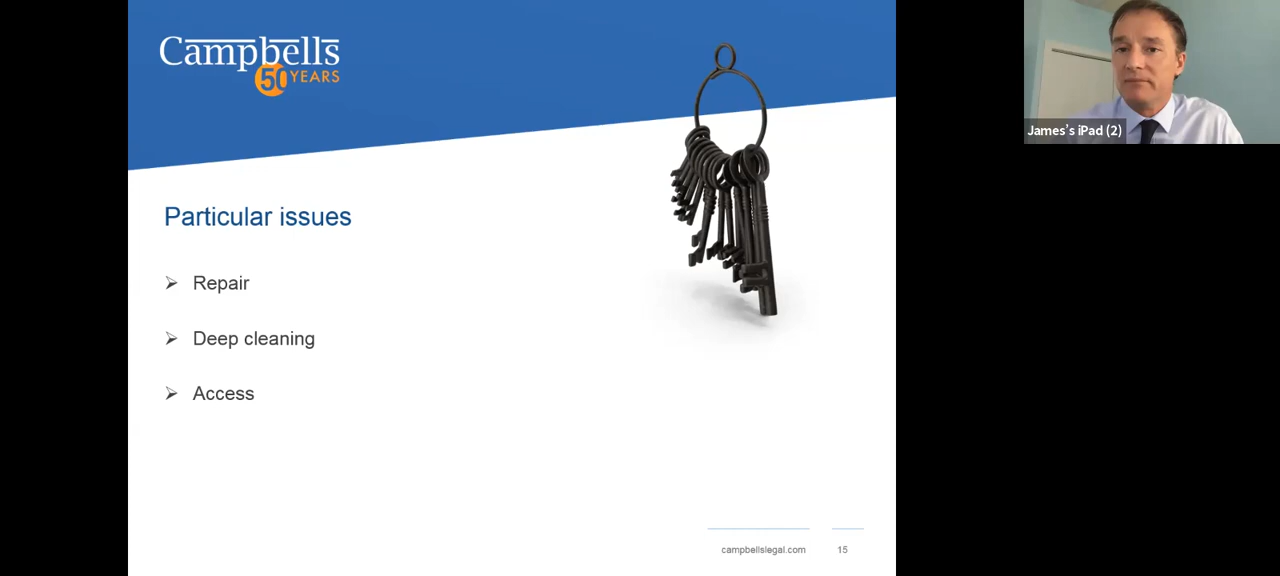 Campbells
50 YEARS
James's iPad (2)
Particular issues
➢ Repair
➢ Deep cleaning
➢ Access
campbellslegal.com 15